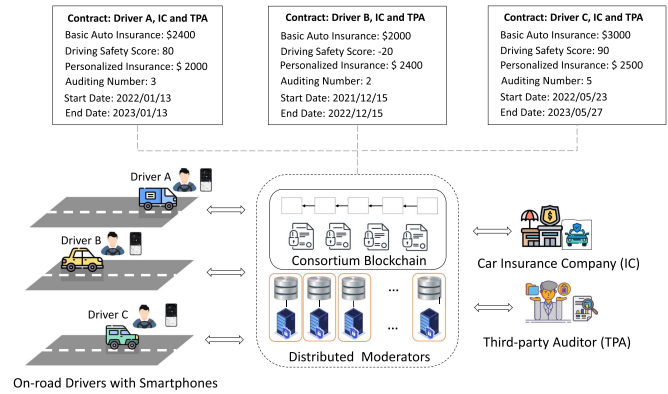 Contract: Driver A, IC and TPA
Basic Auto Insurance: $2400
Driving Safety Score: 80
Personalized Insurance: $ 2000
Auditing Number: 3
Start Date: 2022/01/13
End Date: 2023/01/13
Contract: Driver B, IC and TPA
Basic Auto Insurance: $2000
Driving Safety Score: -20
Personalized Insurance: $ 2400
Auditing Number: 2
Start Date: 2021/12/15
End Date: 2022/12/15
Contract: Driver C, IC and TPA
Basic Auto Insurance: $3000
Driving Safety Score: 90
Personalized Insurance: $ 2500
Auditing Number: 5
Start Date: 2022/05/23
End Date: 2023/05/27
Driver A
Driver B
Driver C
On-road Drivers with Smartphones
Consortium Blockchain
...
...
Distributed Moderators
Car Insurance Company (IC)
Third-party Auditor (TPA)